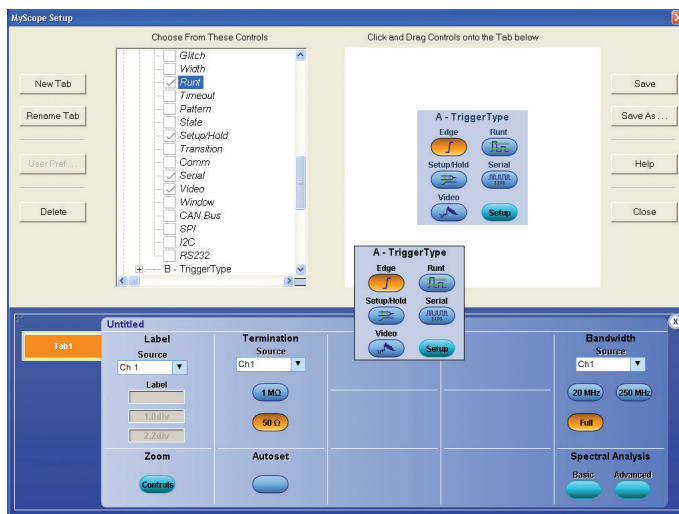 MyScope Setup
X
Choose From These Controls
Click and Drag Controls onto the Tab below
New Tab
Rename Tab
User Pref ...
Delete
Glitch
Width
Runt
Timeout
Pattern
State
Setup/Hold
Transition
Comm
Serial
Video
Window
CAN Bus
SPI
I2C
RS232
B - TriggerType
A - TriggerType
Edge
Runt
Setup/Hold
Serial
Video
Setup
Save
Save As ...
Help
Close
A - TriggerType
Edge
Runt
Setup/Hold
Serial
Video
Setup
Tab1
Untitled
X
Label
Source
Ch 1
Label
1.0div
2.2div
Termination
Source
Ch1
1 MΩ
50 Ω
Bandwidth
Source
Ch1
20 MHz
250 MHz
Full
Zoom
Controls
Autoset
Spectral Analysis
Basic
Advanced